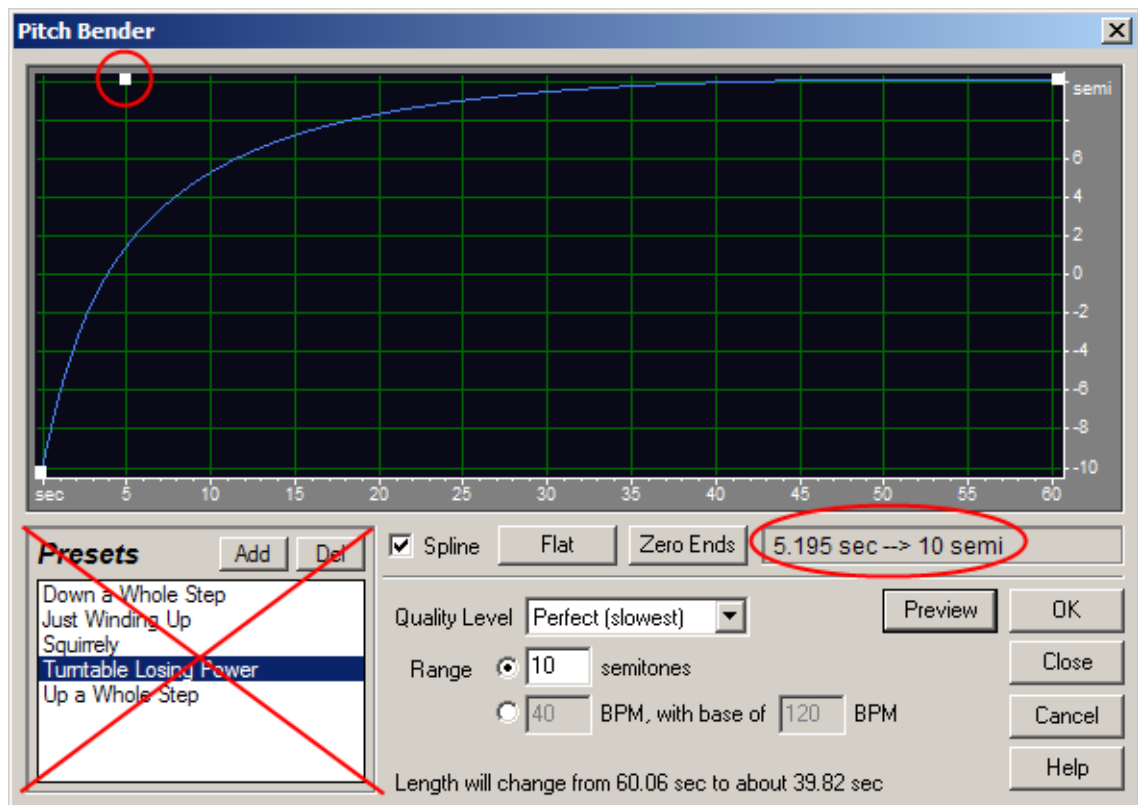 Pitch Bender
semi
6
4
2
0
-2
-4
-6
-8
-10
sec 5 10 15 20 25 30 35 40 45 50 55 60
Presets Add Del
Spline Flat Zero Ends 5.195 sec --> 10 semi
Down a Whole Step
Just Winding Up
Squirrely
Turntable Losing Power
Up a Whole Step
Quality Level Perfect (slowest) Preview OK
Range 10 semitones Close
40 BPM, with base of 120 BPM Cancel
Length will change from 60.06 sec to about 39.82 sec Help